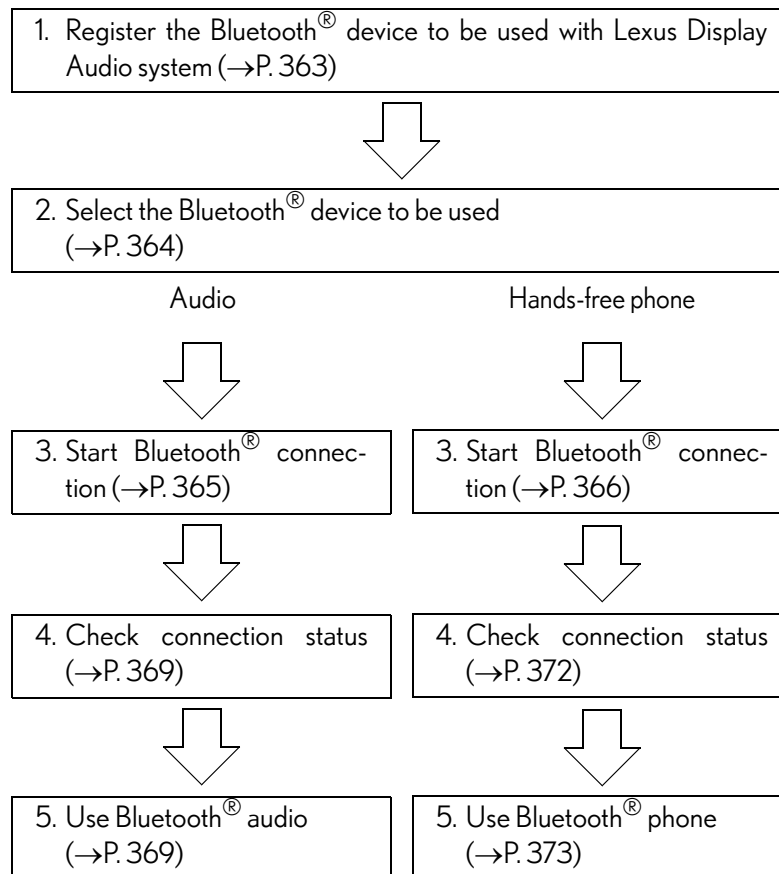 1. Register the Bluetooth® device to be used with Lexus Display
Audio system (→P. 363)
2. Select the Bluetooth® device to be used
(→P. 364)
Audio
Hands-free phone
3. Start Bluetooth® connec-
tion (→P. 365)
3. Start Bluetooth® connec-
tion (→P. 366)
4. Check connection status
(→P. 369)
4. Check connection status
(→P. 372)
5. Use Bluetooth® audio
(→P. 369)
5. Use Bluetooth® phone
(→P. 373)